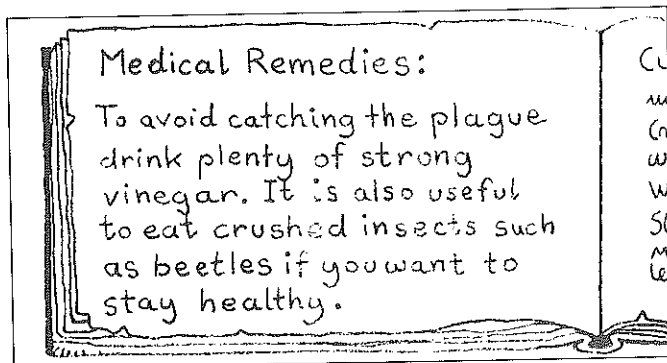 Medical Remedies:
To avoid catching the plague
drink plenty of strong
vinegar. It is also useful
to eat crushed insects such
as beetles if you want to
stay healthy.